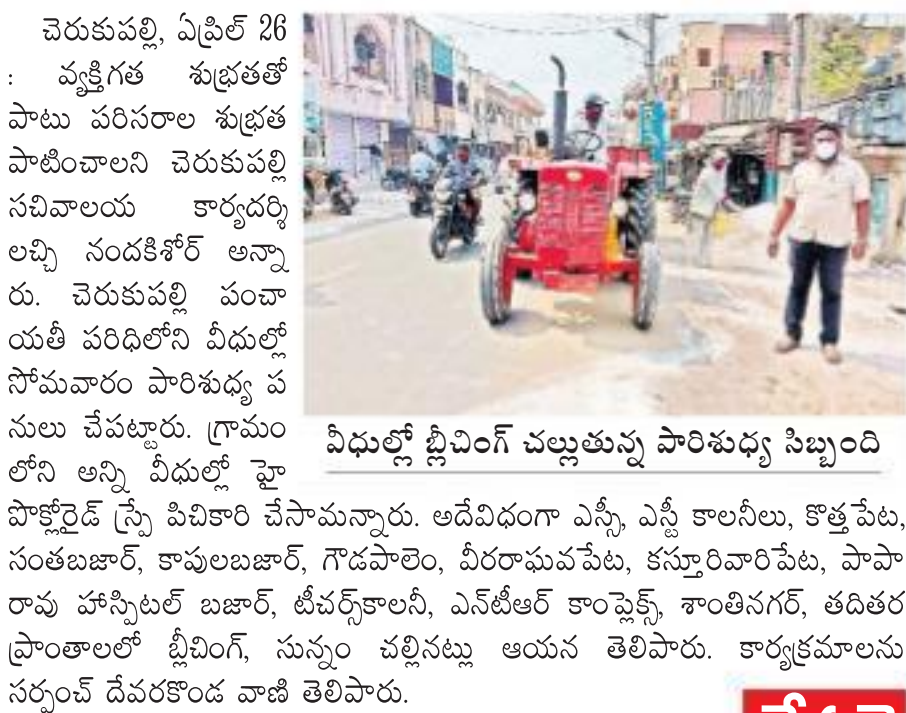 చెరుకుపల్లి, ఏప్రిల్ 26
: వ్యక్తిగత శుభ్రతతో
పాటు పరిసరాల శుభ్రత
పాటించాలని చెరుకుపల్లి
సచివాలయ కార్యదర్శి
లచ్చి నందకిశోర్ అన్నా
రు. చెరుకుపల్లి పంచా
యతీ పరిధిలోని వీధుల్లో
సోమవారం పారిశుధ్య ప
నులు చేపట్టారు. గ్రామం
లోని అన్ని వీధుల్లో హై
పొక్లోరైడ్ స్ప్రే పిచికారి చేసామన్నారు. అదేవిధంగా ఎస్సీ, ఎస్టీ కాలనీలు, కొత్తపేట,
సంతబజార్, కాపులబజార్, గౌడపాలెం, వీరరాఘవపేట, కస్తూరివారిపేట, పాపా
రావు హాస్పిటల్ బజార్, టీచర్స్‌కాలనీ, ఎన్‌టీఆర్ కాంప్లెక్స్, శాంతినగర్, తదితర
ప్రాంతాలలో బ్లీచింగ్, సున్నం చల్లినట్లు ఆయన తెలిపారు. కార్యక్రమాలను
సర్పంచ్ దేవరకొండ వాణి తెలిపారు.
వీధుల్లో బ్లీచింగ్ చల్లుతున్న పారిశుధ్య సిబ్బంది